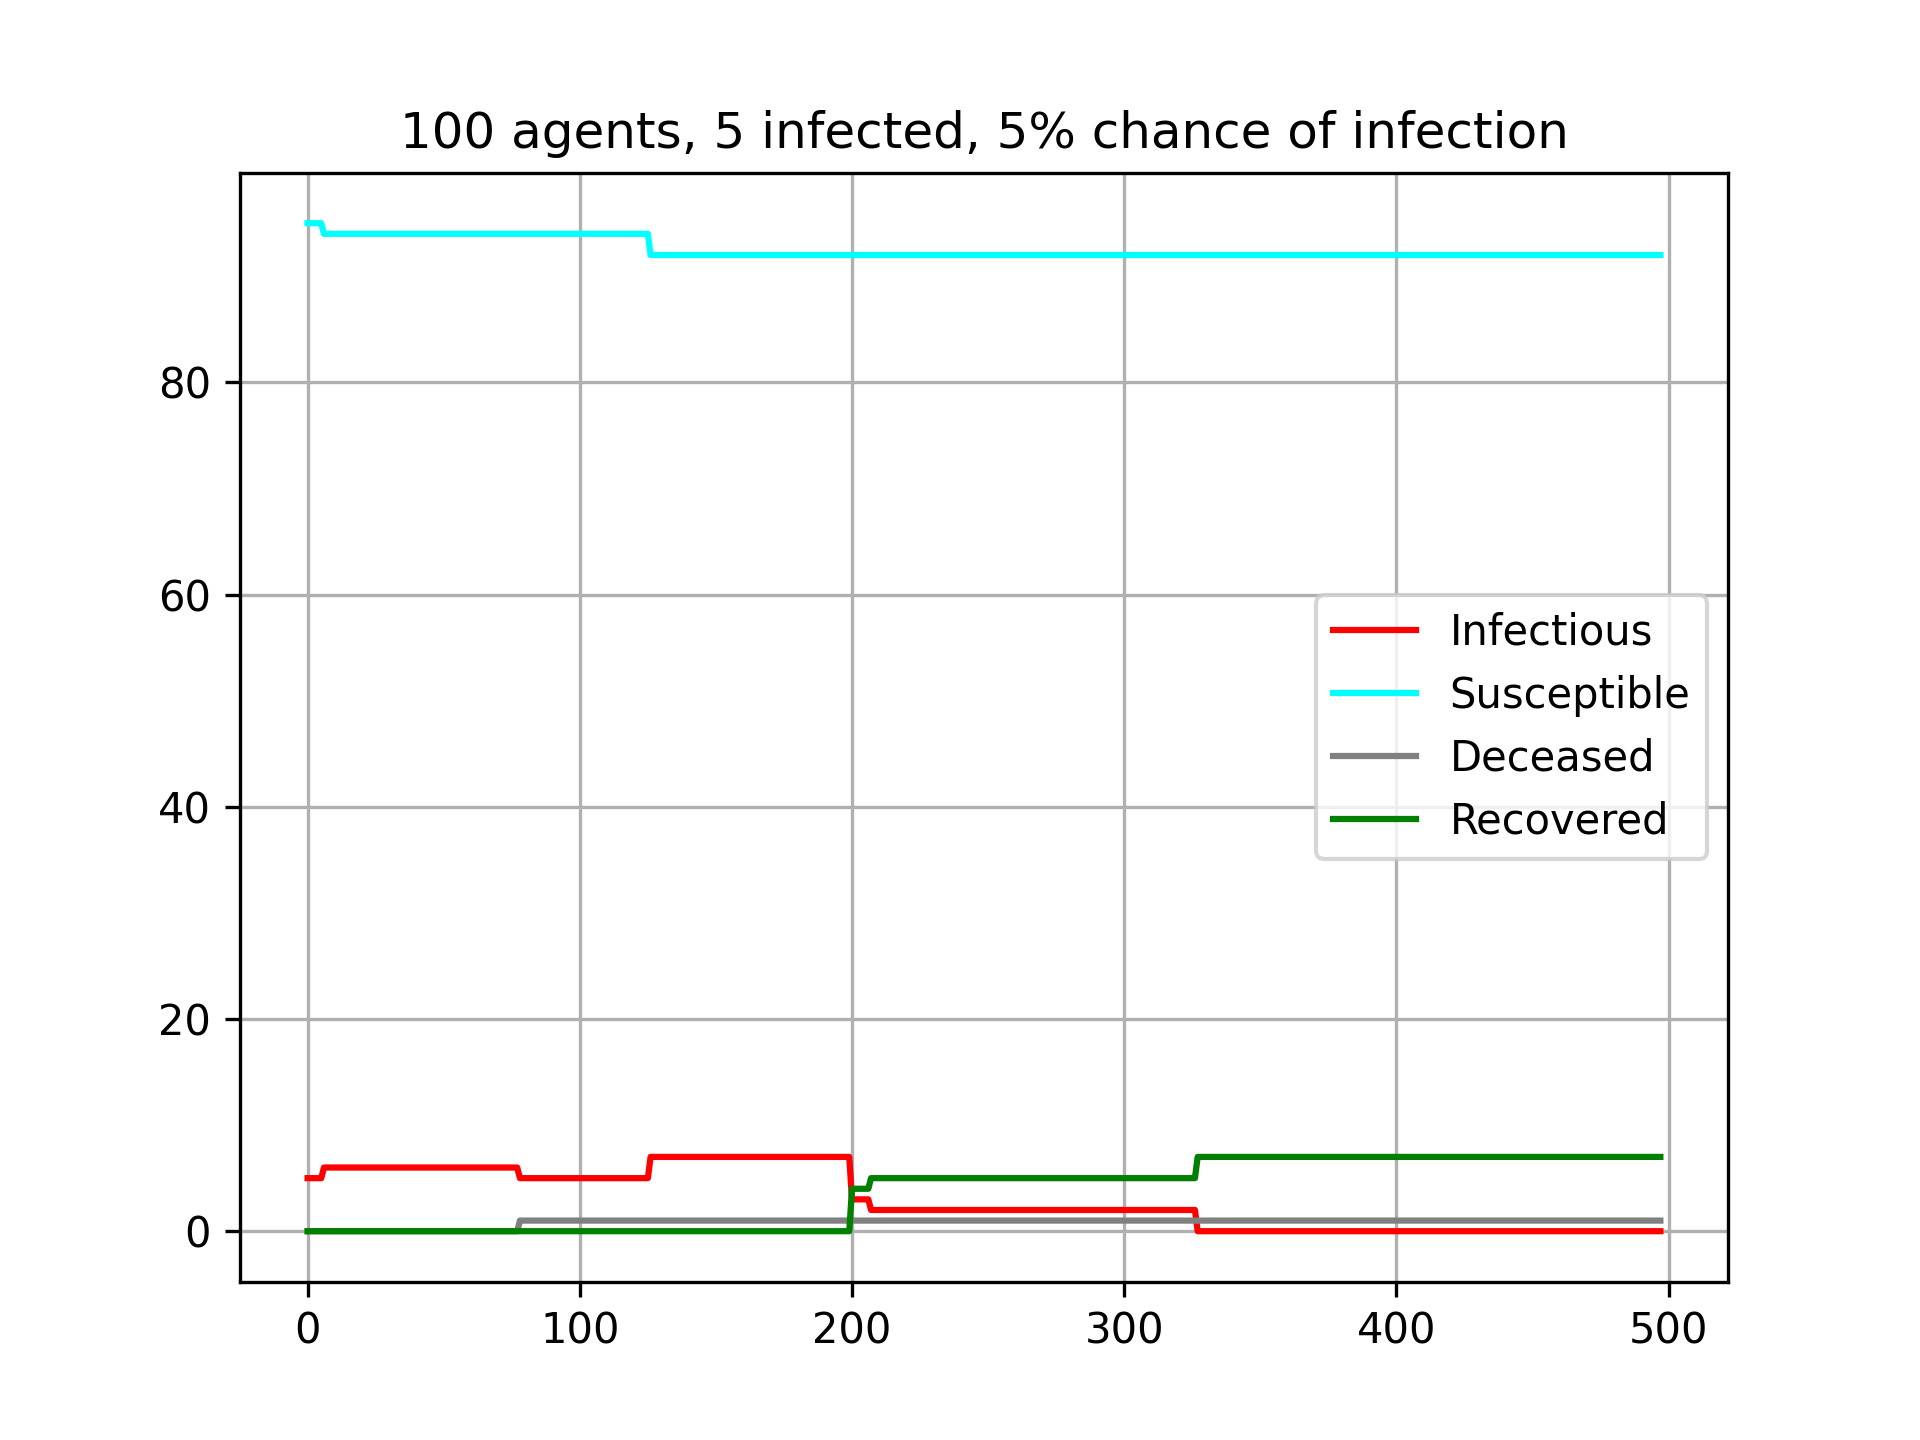 100 agents, 5 infected, 5% chance of infection
80
60
40
20
0
Infectious
Susceptible
Deceased
Recovered
0 100 200 300 400 500